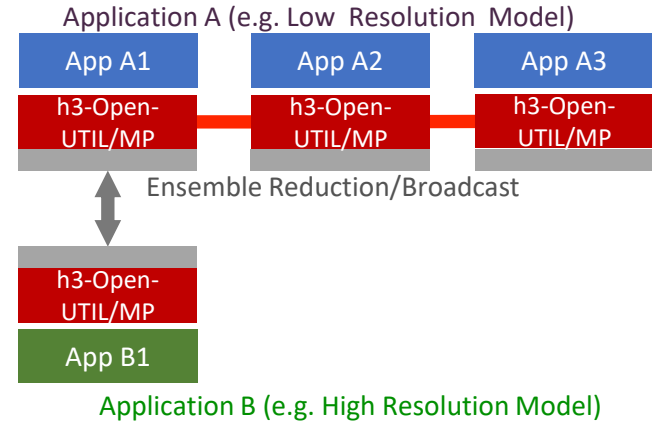 Application A (e.g. Low Resolution Model)
App A1 App A2 App A3
h3-Open- h3-Open- h3-Open-
UTIL/MP UTIL/MP UTIL/MP
Ensemble Reduction/Broadcast
h3-Open-
UTIL/MP
App B1
Application B (e.g. High Resolution Model)